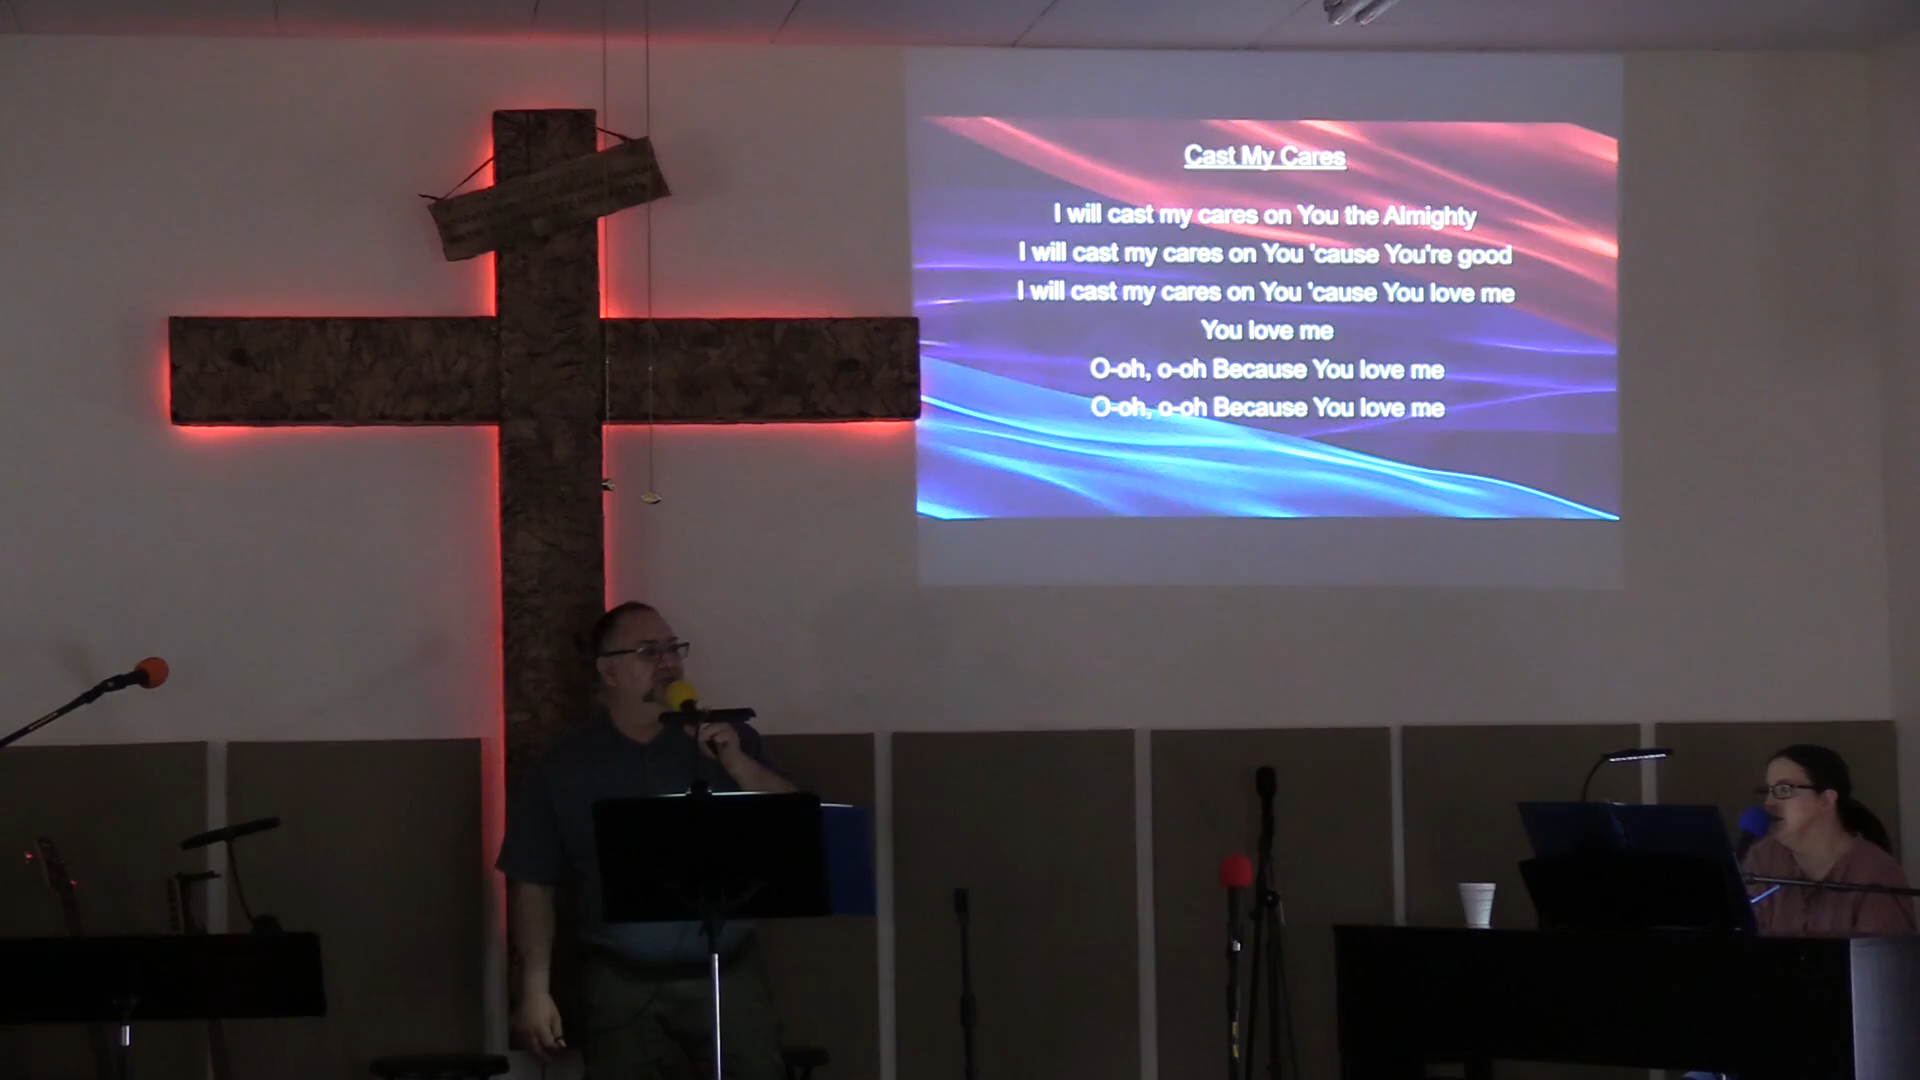 Cast My Cares
I will cast my cares on You the Almighty
I will cast my cares on You 'cause You're good
I will cast my cares on You 'cause You love me
You love me
O-oh, o-oh Because You love me
O-oh, o-oh Because You love me